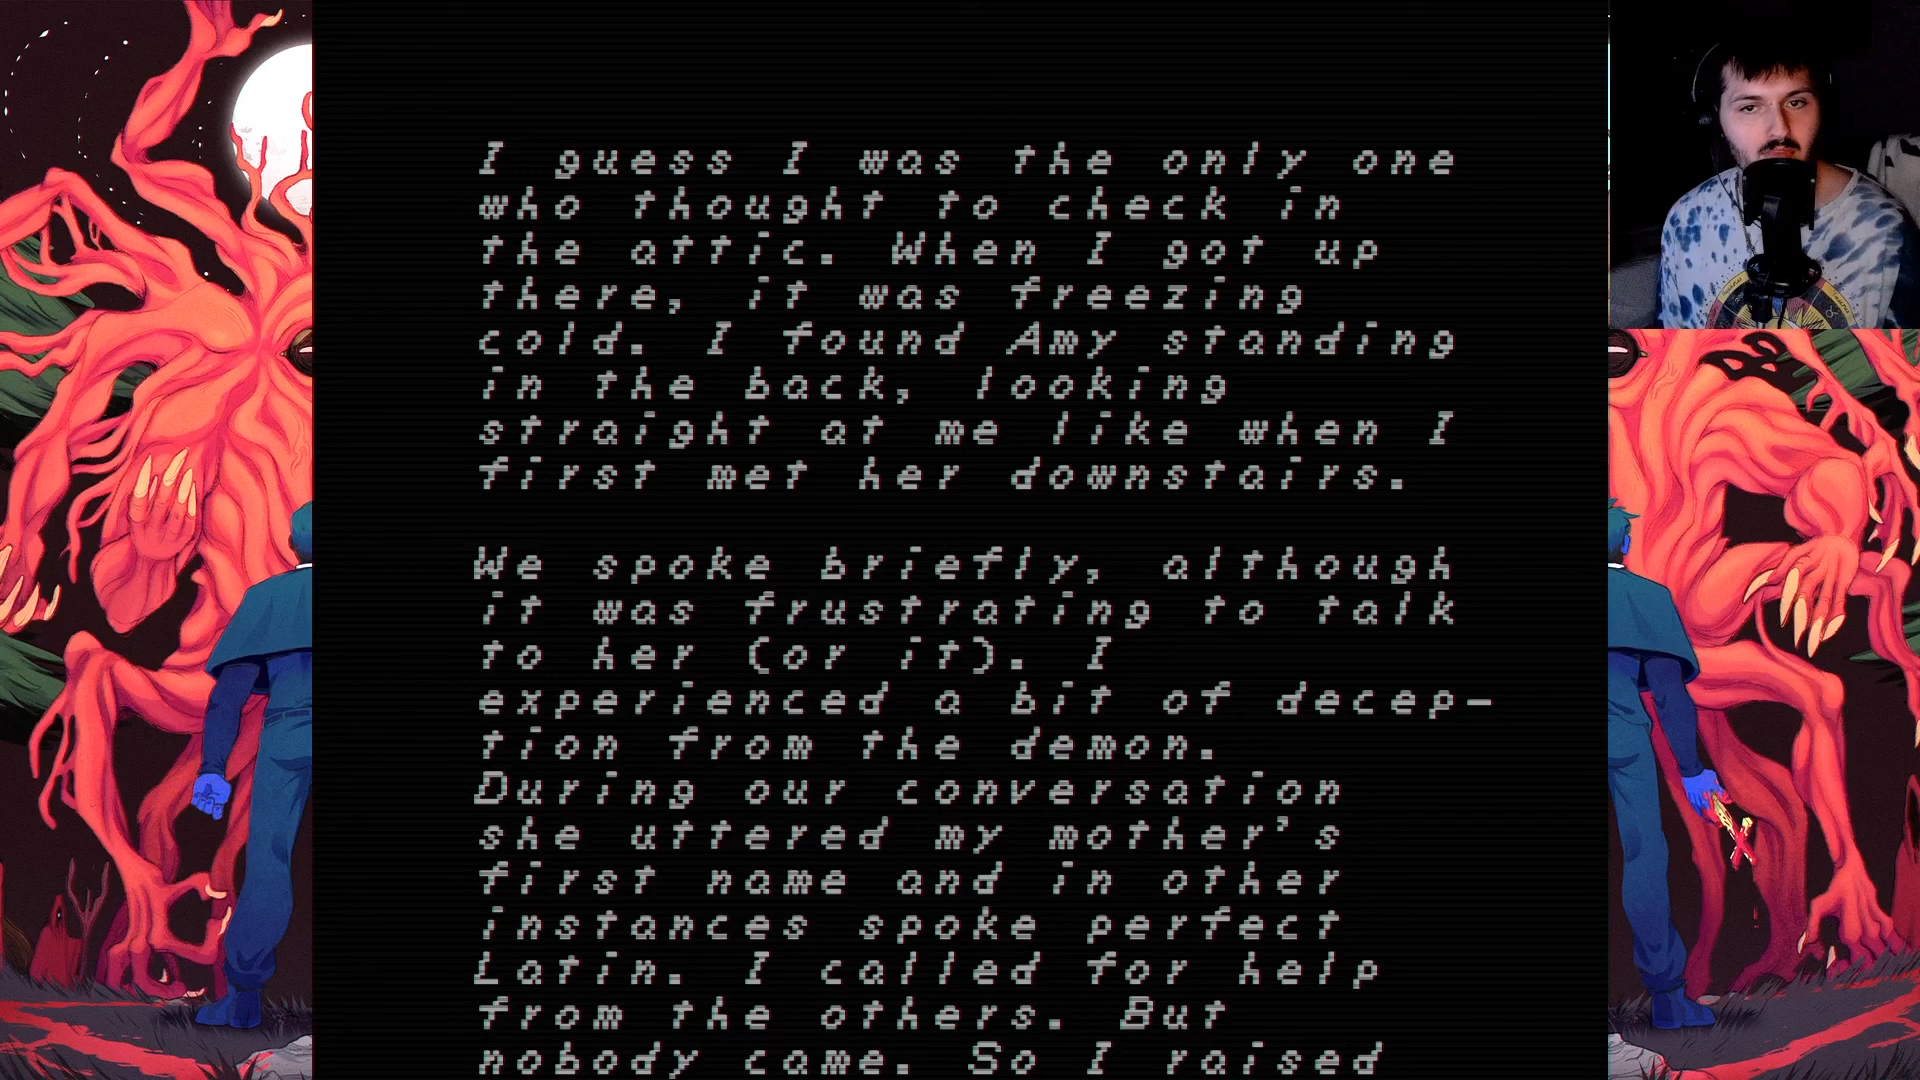 I guess I was the only one
who thought to check in
the attic. When I got up
there, it was freezing
cold. I found Amy standing
in the back, looking
straight at me like when I
first met her downstairs.
We spoke briefly, although
it was frustrating to talk
to her (or it). I
experienced a bit of decep-
tion from the demon.
During our conversation
she uttered my mother's
first name and in other
instances spoke perfect
Latin. I called for help
from the others. But
nobody came. So I raised